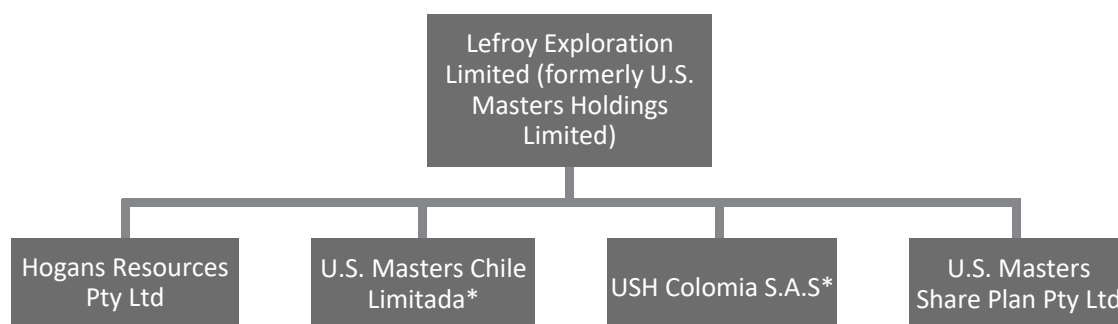 Lefroy Exploration
Limited (formerly U.S.
Masters Holdings
Limited)
Hogans Resources
Pty Ltd
U.S. Masters Chile
Limitada*
USH Colomia S.A.S*
U.S. Masters
Share Plan Pty Ltd